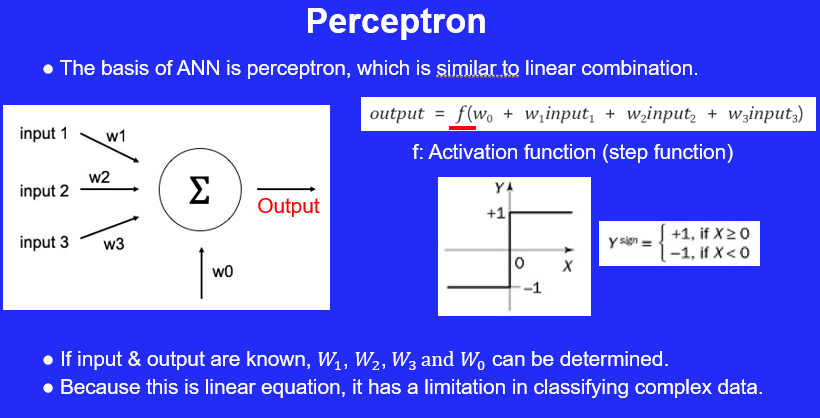 Perceptron
● The basis of ANN is perceptron, which is similar to linear combination.
input 1
w1
w2
input 2
input 3
w3
Σ
Output
w0
output = f(w₀ + w₁input₁ + w₂input₂ + w₃input₃)
f: Activation function (step function)
Y
+1
0
X
−1
Y sign = { +1, if X ≥ 0
−1, if X < 0
● If input & output are known, W₁, W₂, W₃ and W₀ can be determined.
● Because this is linear equation, it has a limitation in classifying complex data.